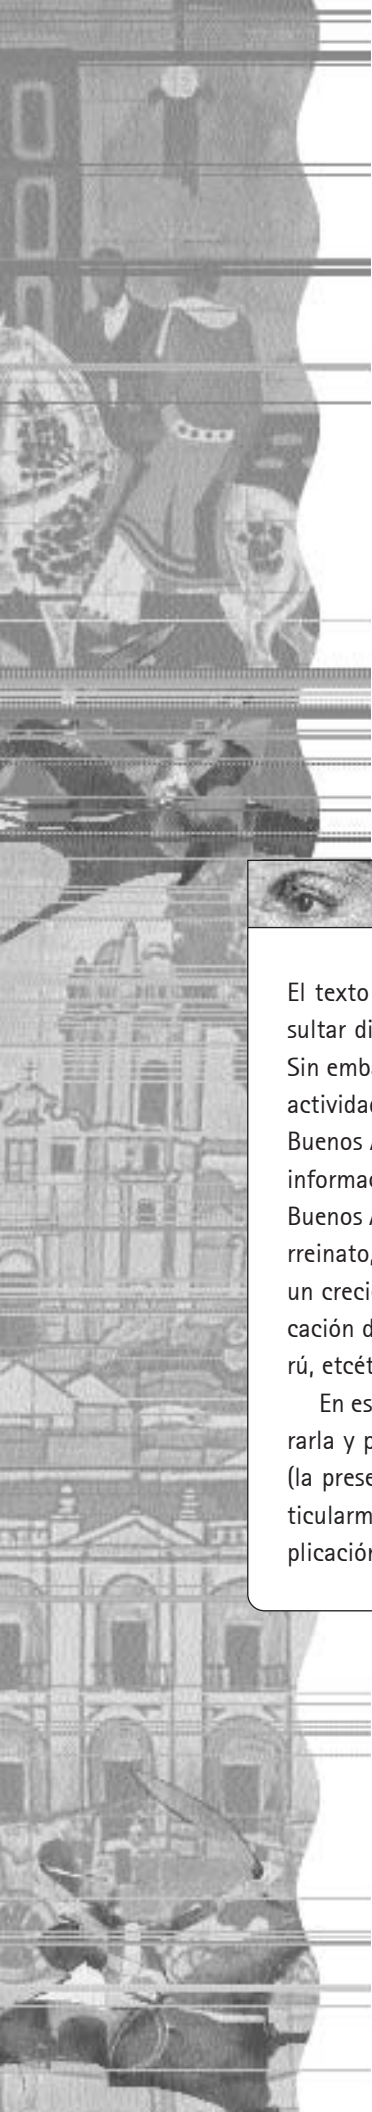 El texto
sultar di
Sin emba
actividad
Buenos
informac
Buenos
rreinato,
un creci
cación d
rú, etcét
En es
rarla y p
(la prese
ticularm
plicación